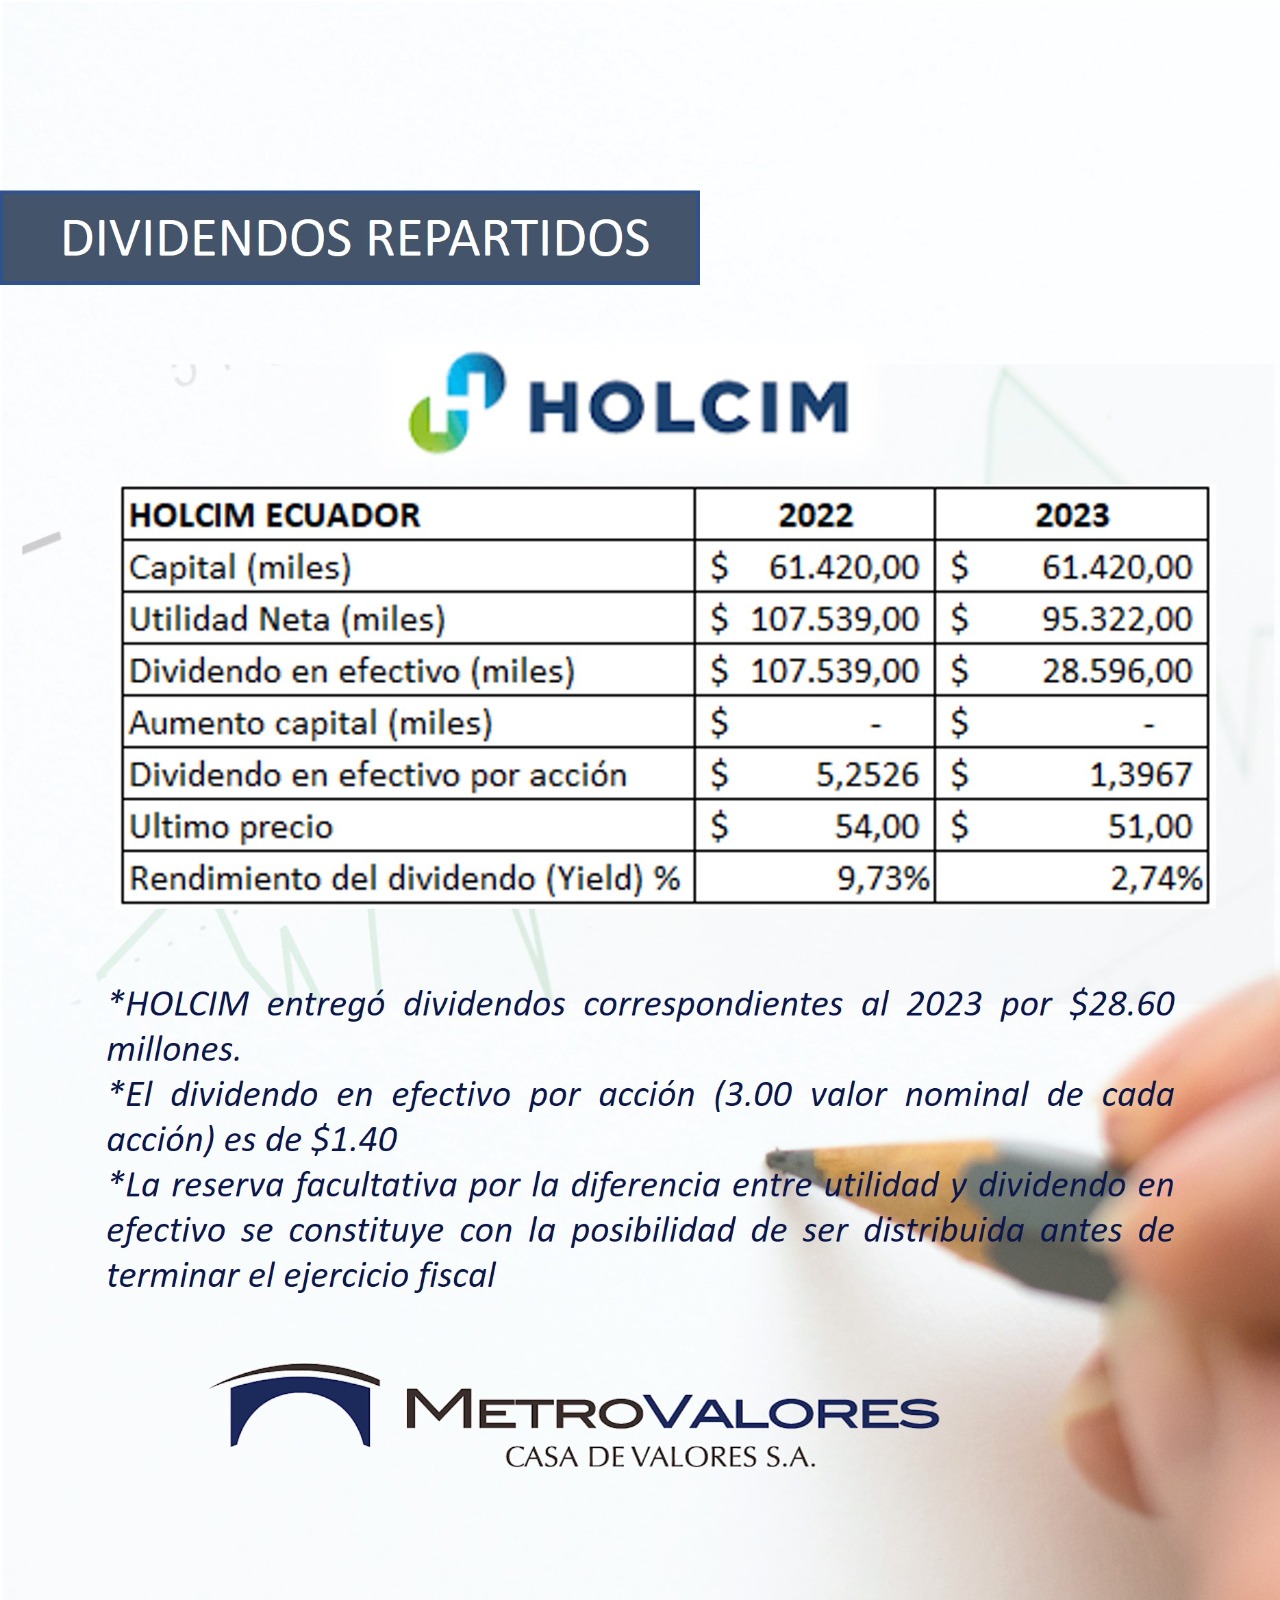 DIVIDENDOS REPARTIDOS
HOLCIM
HOLCIM ECUADOR 2022 2023
Capital (miles) $ 61.420,00 $ 61.420,00
Utilidad Neta (miles) $ 107.539,00 $ 95.322,00
Dividendo en efectivo (miles) $ 107.539,00 $ 28.596,00
Aumento capital (miles) $ - $ -
Dividendo en efectivo por acción $ 5,2526 $ 1,3967
Ultimo precio $ 54,00 $ 51,00
Rendimiento del dividendo (Yield) % 9,73% 2,74%
*HOLCIM entregó dividendos correspondientes al 2023 por $28.60
millones.
*El dividendo en efectivo por acción (3.00 valor nominal de cada
acción) es de $1.40
*La reserva facultativa por la diferencia entre utilidad y dividendo en
efectivo se constituye con la posibilidad de ser distribuida antes de
terminar el ejercicio fiscal
METROVALORES
CASA DE VALORES S.A.